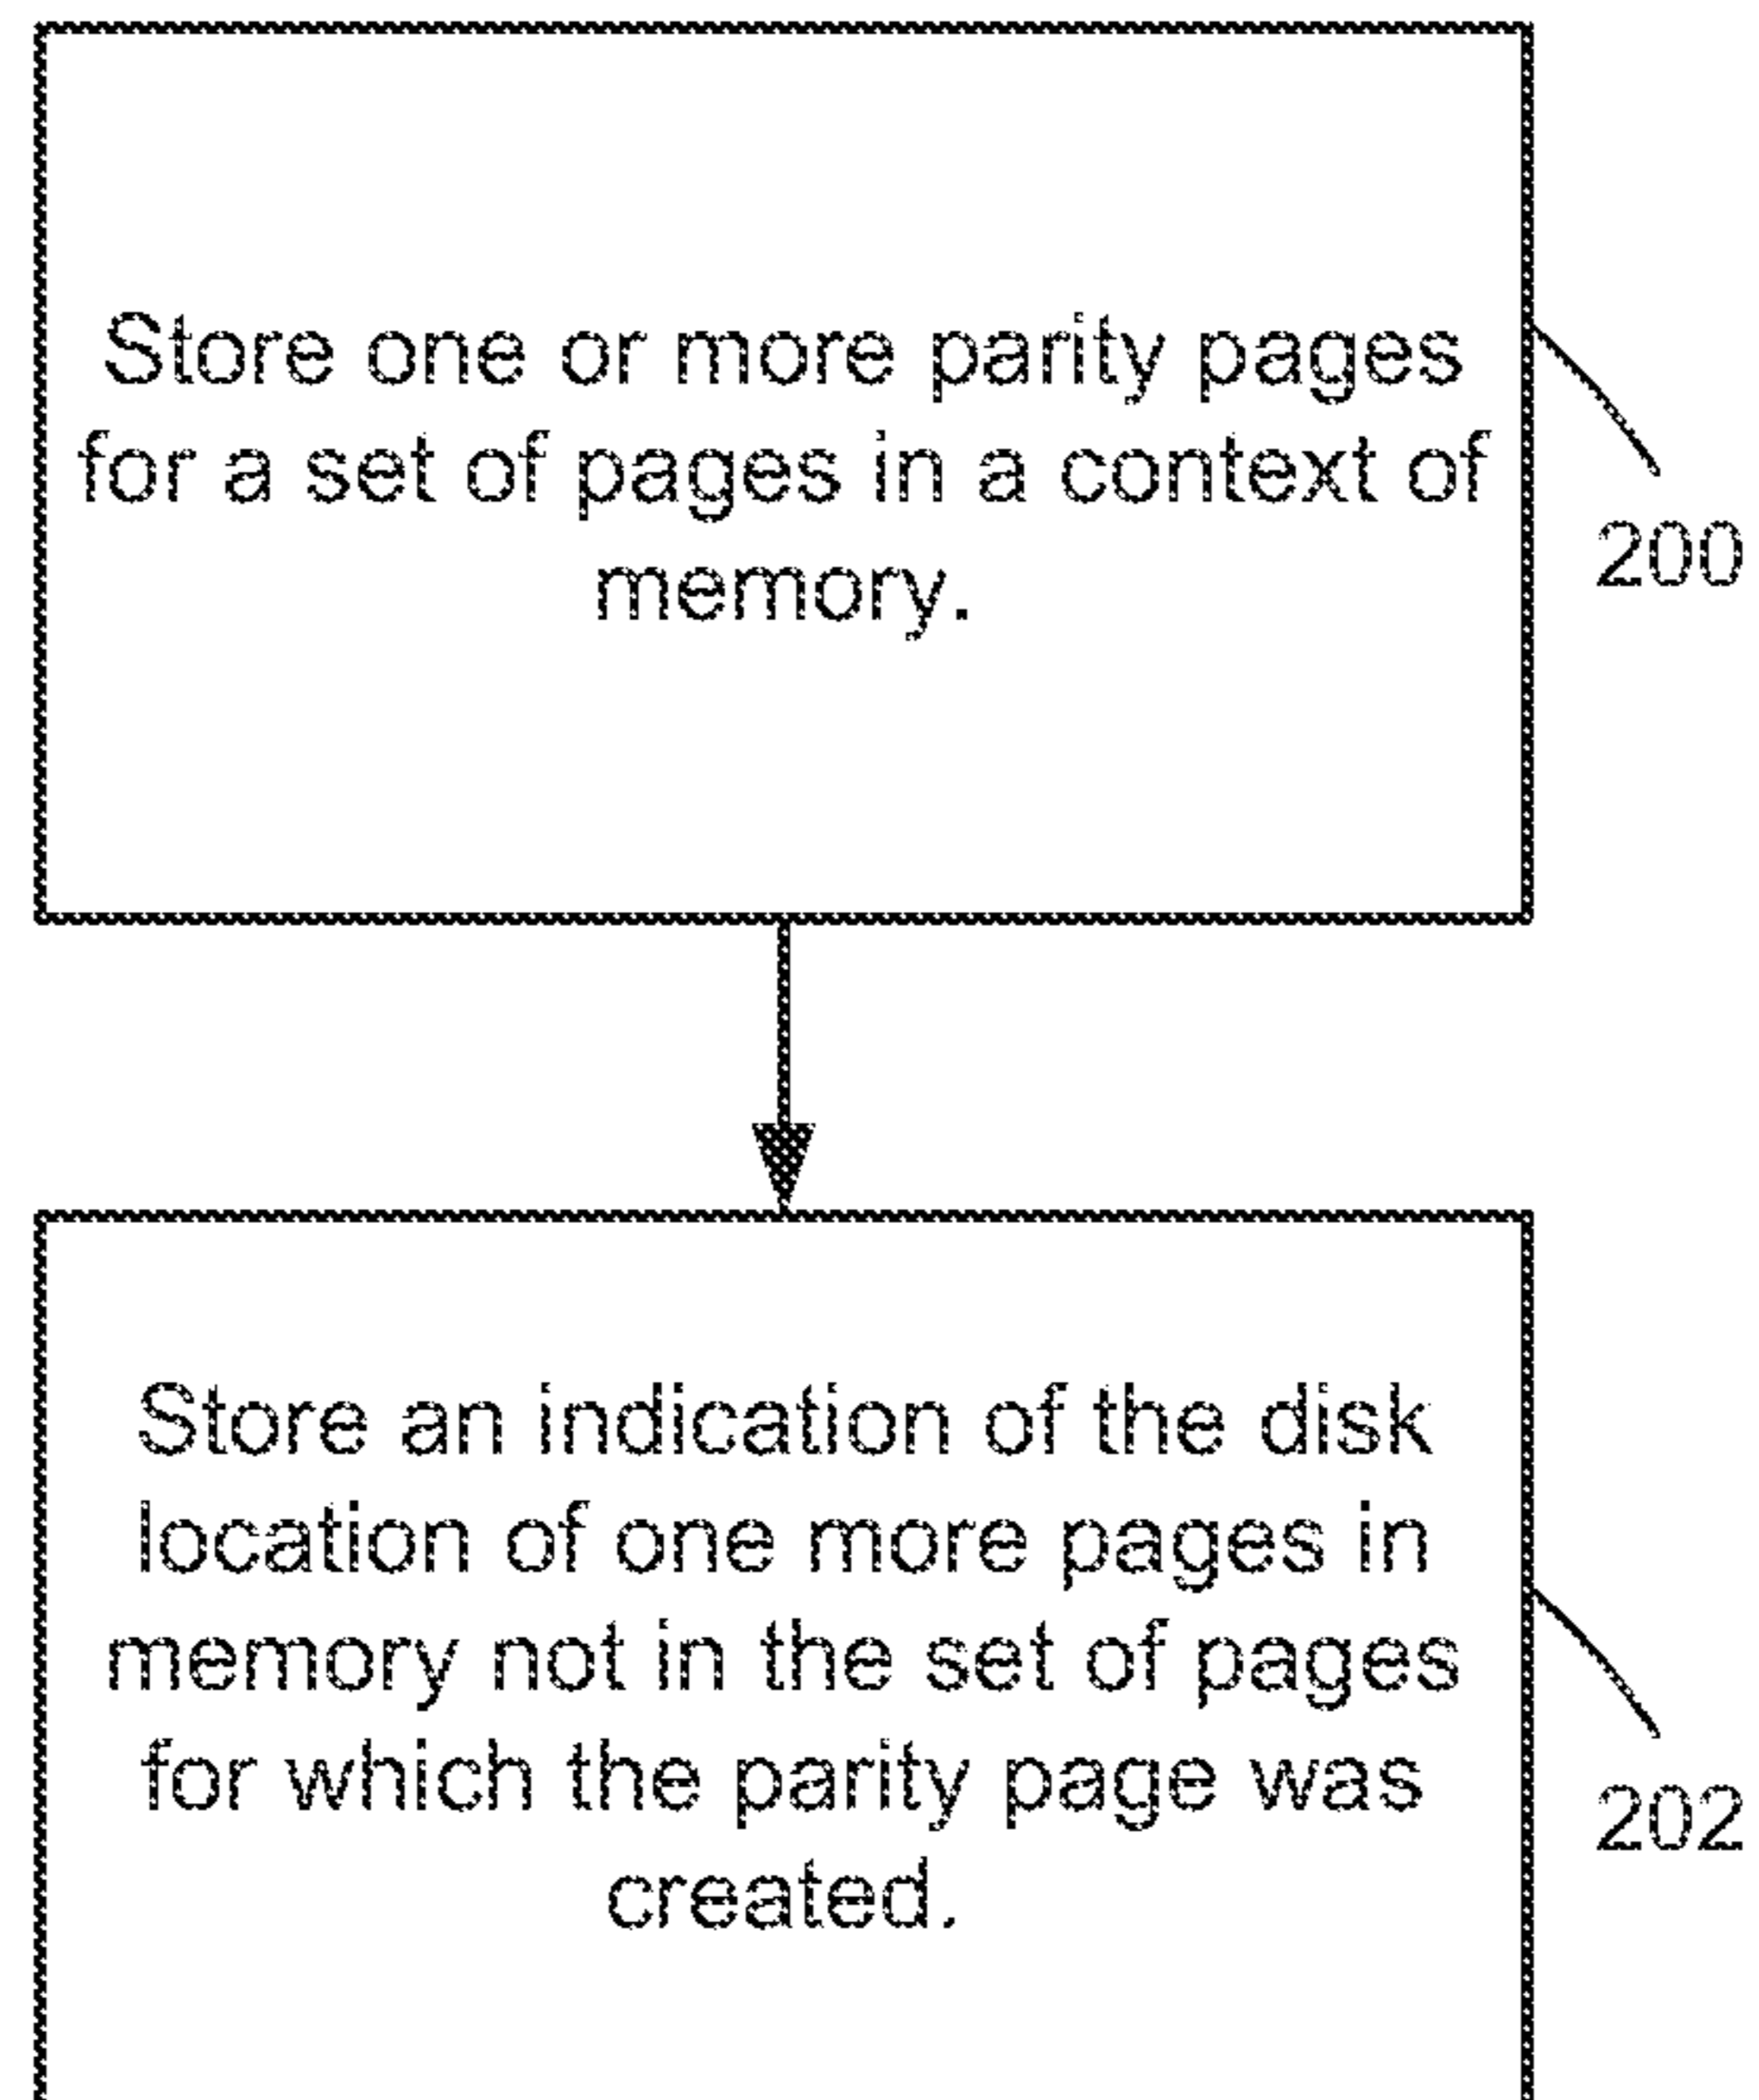 Store one or more parity pages
for a set of pages in a context of
memory.
200
Store an indication of the disk
location of one more pages in
memory not in the set of pages
for which the parity page was
created.
202